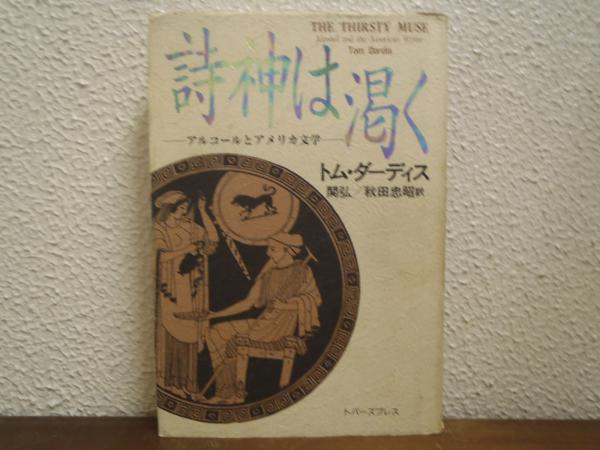 THE THIRSTY MUSE
Alcohol and the American Writer
Tom Dardis
詩神は渇く
―アルコールとアメリカ文学―
トム・ダーディス
関弘／秋田忠昭訳
トパーズプレス